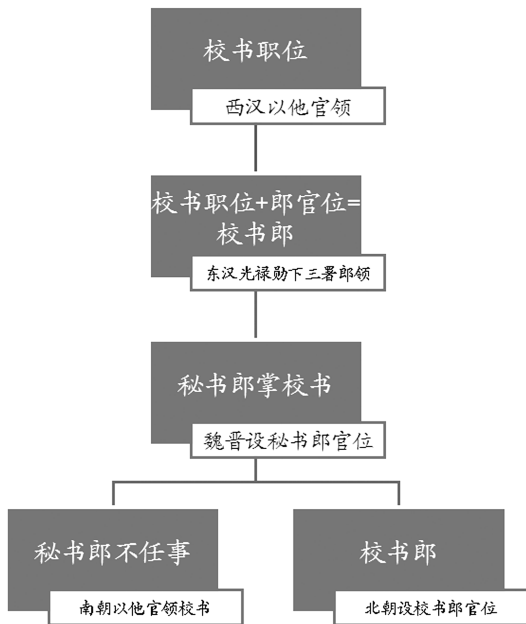 校书职位
西汉以他官领
校书职位+郎官位=
校书郎
东汉光禄勋下三署郎领
秘书郎掌校书
魏晋设秘书郎官位
秘书郎不任事
南朝以他官领校书
校书郎
北朝设校书郎官位